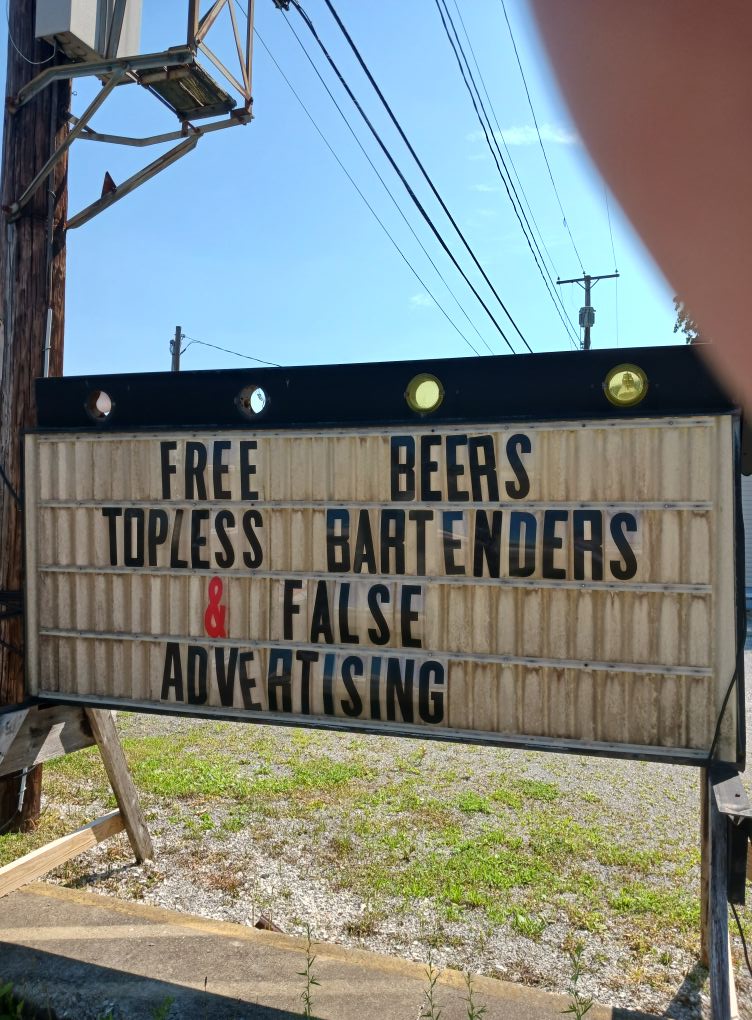 FREE BEERS
TOPLESS BARTENDERS
& FALSE
ADVERTISING